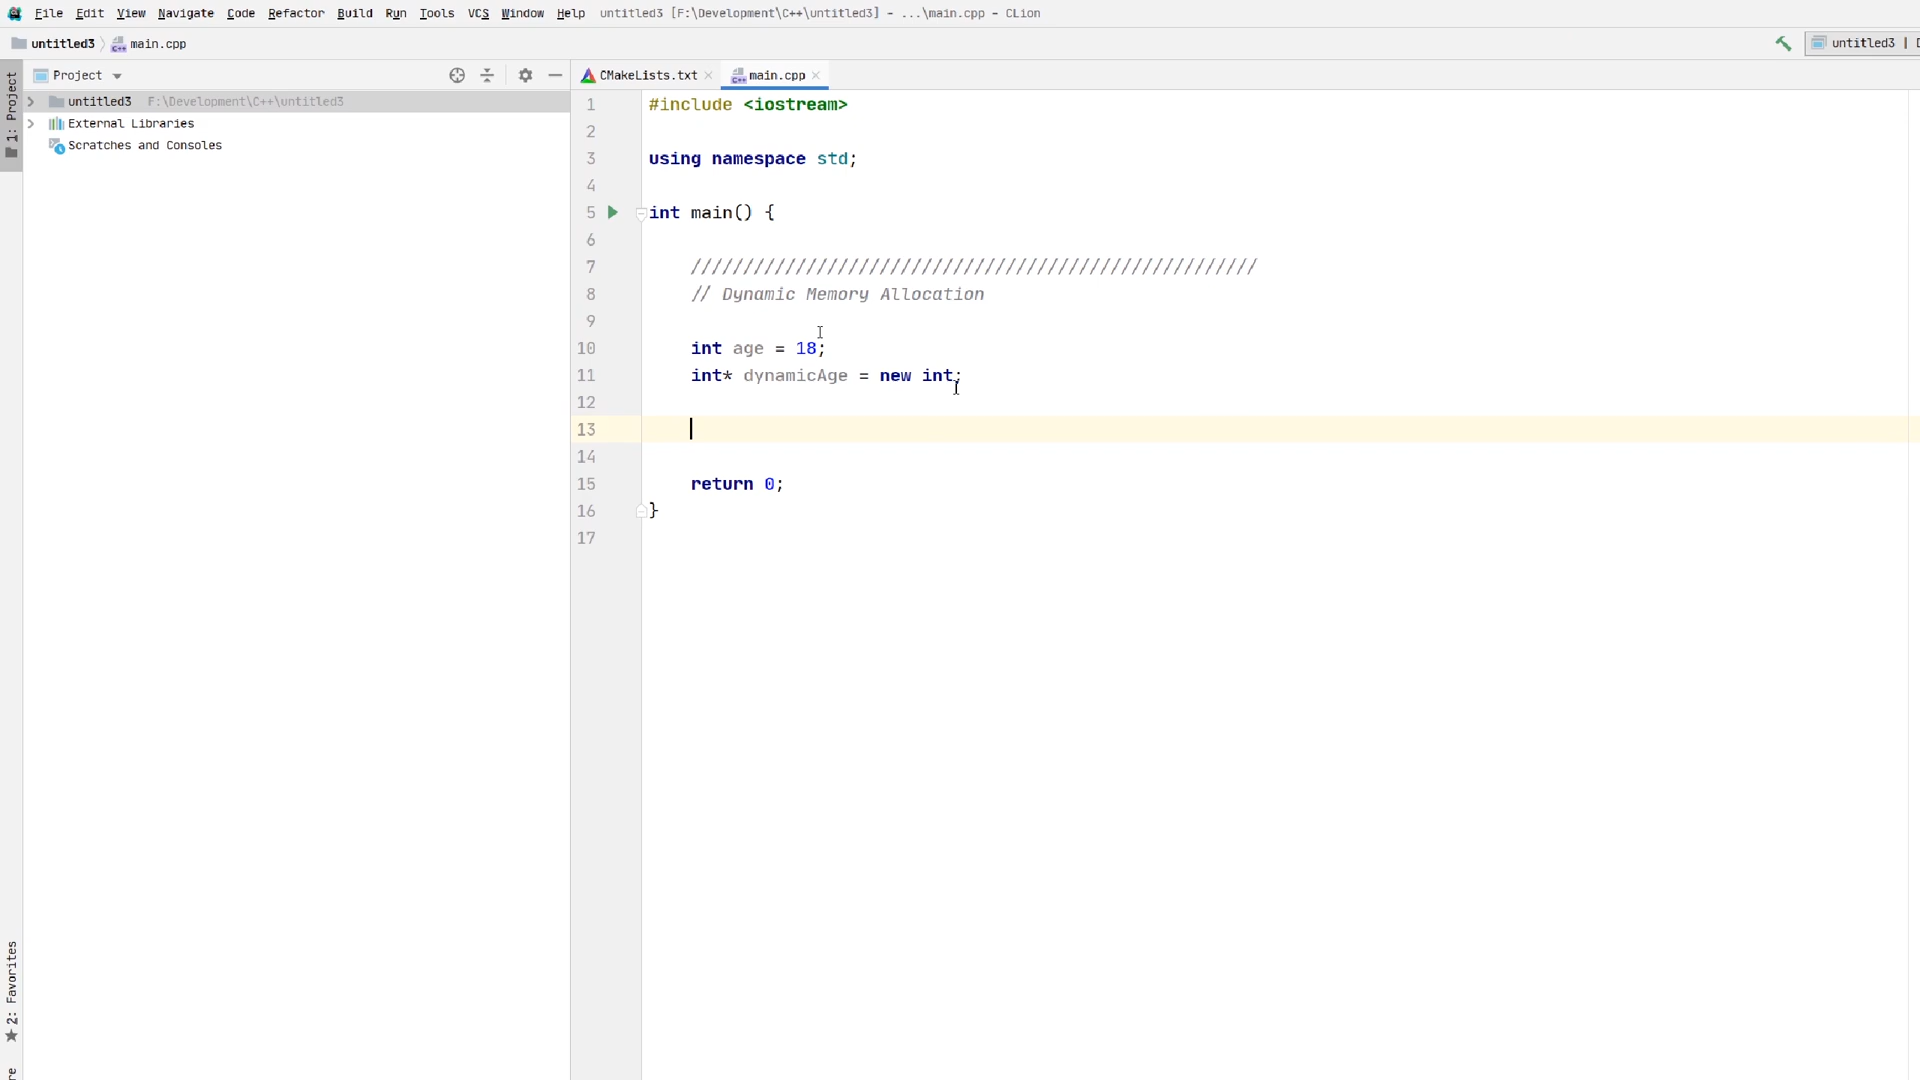 File Edit View Navigate Code Refactor Build Run Tools VCS Window Help untitled3 [F:\Development\C++\untitled3] - ...\main.cpp - CLion
untitled3 main.cpp
untitled3 |
1: Project
Project
CMakeLists.txt
main.cpp
untitled3 F:\Development\C++\untitled3
External Libraries
Scratches and Consoles
1 #include <iostream>
2
3 using namespace std;
4
5 int main() {
6
7 //////////////////////////////////////////////////////
8 // Dynamic Memory Allocation
9
10 int age = 18;
11 int* dynamicAge = new int;
12
13
14
15 return 0;
16 }
17
2: Favorites